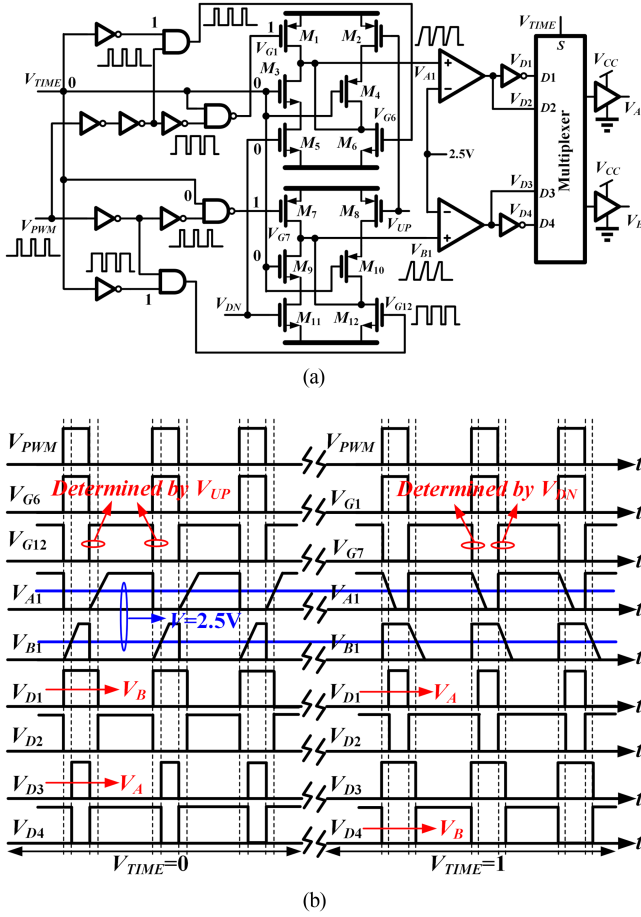 1
V_G1
M_1
M_2
V_TIME
S
V_TIME
0
M_3
M_4
V_A1
V_D1
D1
V_CC
V_D2
D2
V_A
V_G6
0
M_5
M_6
2.5V
Multiplexer
0
1
M_7
M_8
V_D3
D3
V_CC
V_PWM
V_G7
V_UP
V_D4
D4
0
M_9
M_10
V_B1
V_DN
M_11
M_12
V_G12
1
(a)
V_PWM t V_PWM t
V_G6 Determined by V_UP V_G1 Determined by V_DN t
V_G12 V_G7 t
V_A1 V=2.5V V_A1 t
V_B1 V_B1 t
V_D1 V_B V_D1 V_A t
V_D2 V_D2 t
V_D3 V_A V_D3 t
V_D4 V_D4 V_B t
V_TIME=0 V_TIME=1
(b)